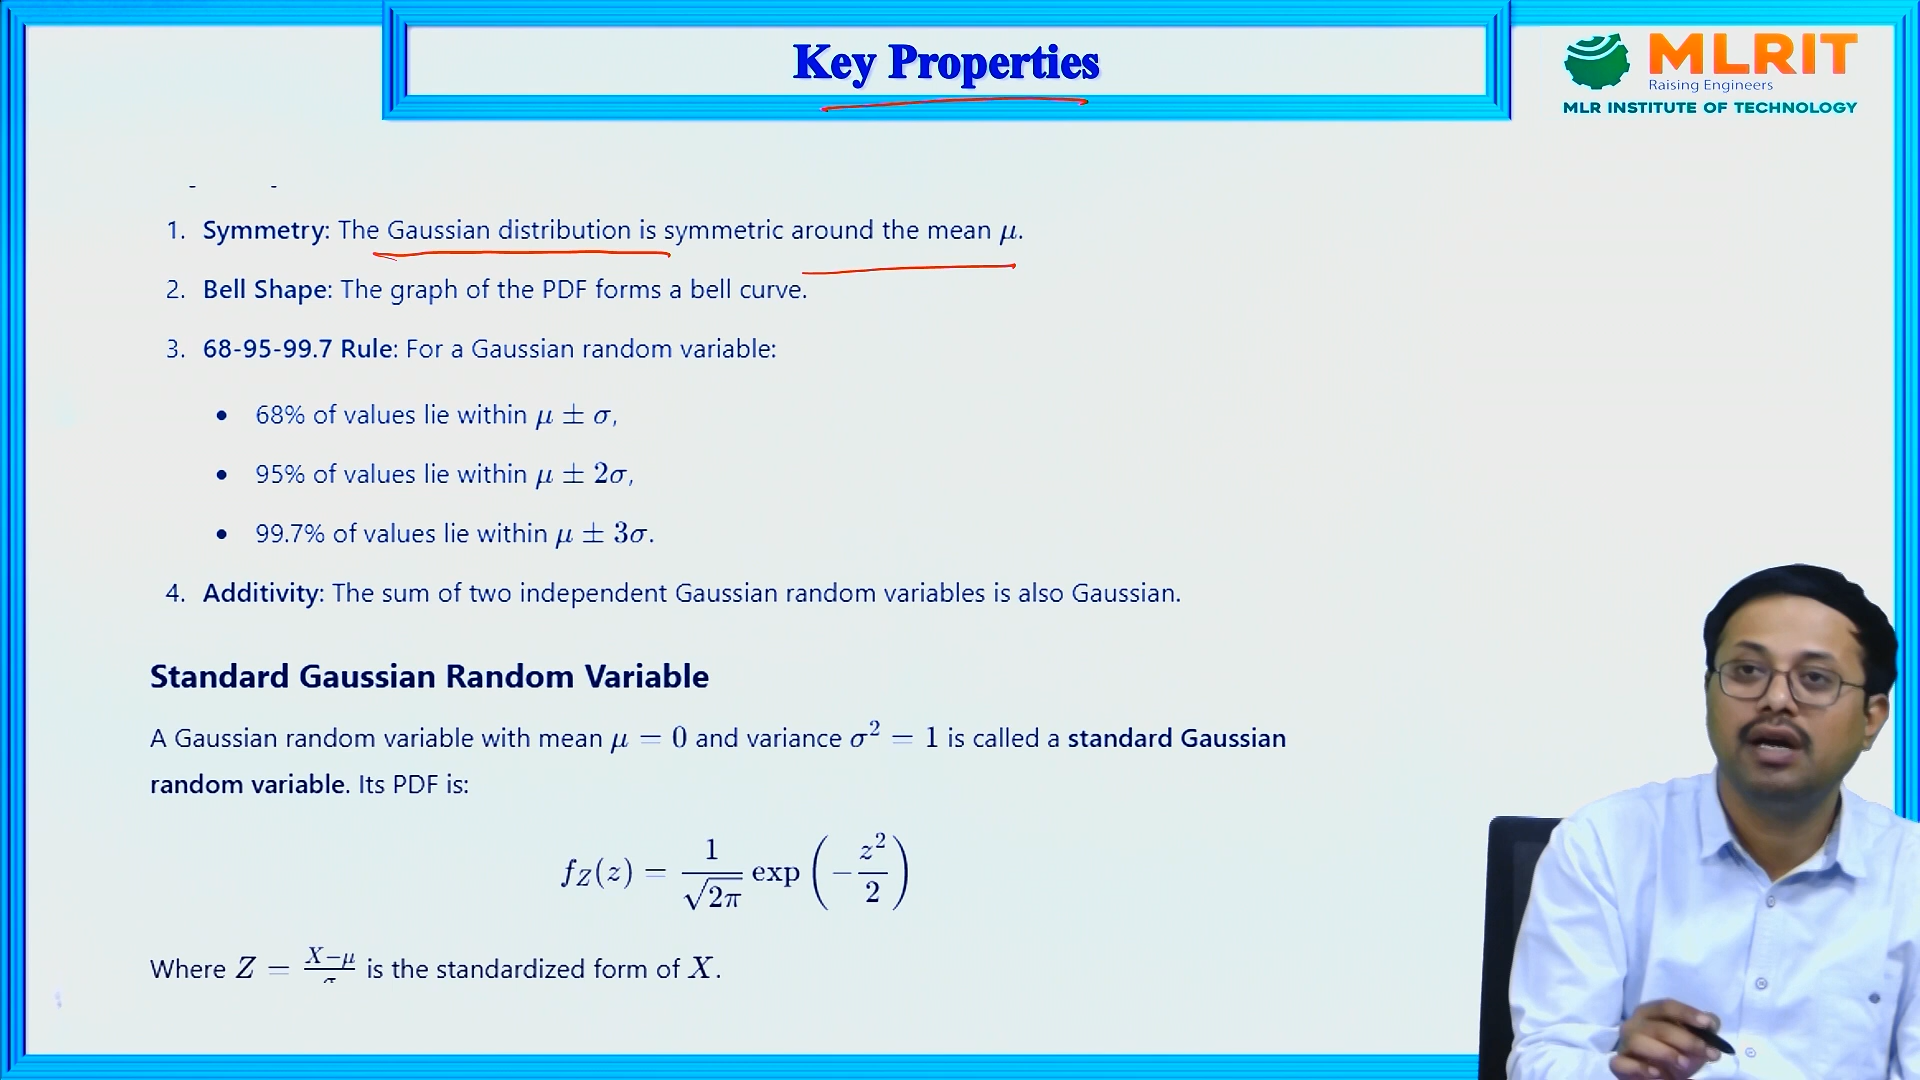 Key Properties
MLRIT
Raising Engineers
MLR INSTITUTE OF TECHNOLOGY
1. Symmetry: The Gaussian distribution is symmetric around the mean μ.
2. Bell Shape: The graph of the PDF forms a bell curve.
3. 68-95-99.7 Rule: For a Gaussian random variable:
• 68% of values lie within μ ± σ,
• 95% of values lie within μ ± 2σ,
• 99.7% of values lie within μ ± 3σ.
4. Additivity: The sum of two independent Gaussian random variables is also Gaussian.
Standard Gaussian Random Variable
A Gaussian random variable with mean μ = 0 and variance σ² = 1 is called a standard Gaussian
random variable. Its PDF is:
f_Z(z) = 1/√(2π) exp(−z²/2)
Where Z = (X−μ)/σ is the standardized form of X.